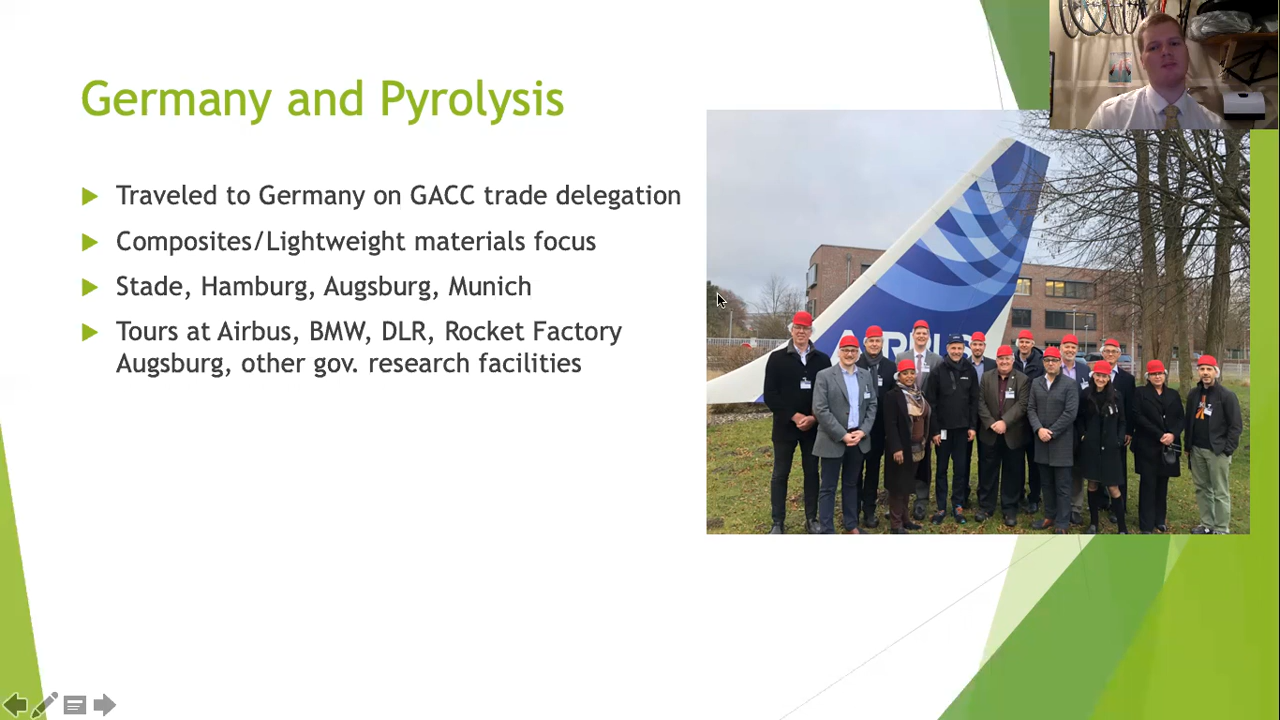 Germany and Pyrolysis
Traveled to Germany on GACC trade delegation
Composites/Lightweight materials focus
Stade, Hamburg, Augsburg, Munich
Tours at Airbus, BMW, DLR, Rocket Factory
Augsburg, other gov. research facilities